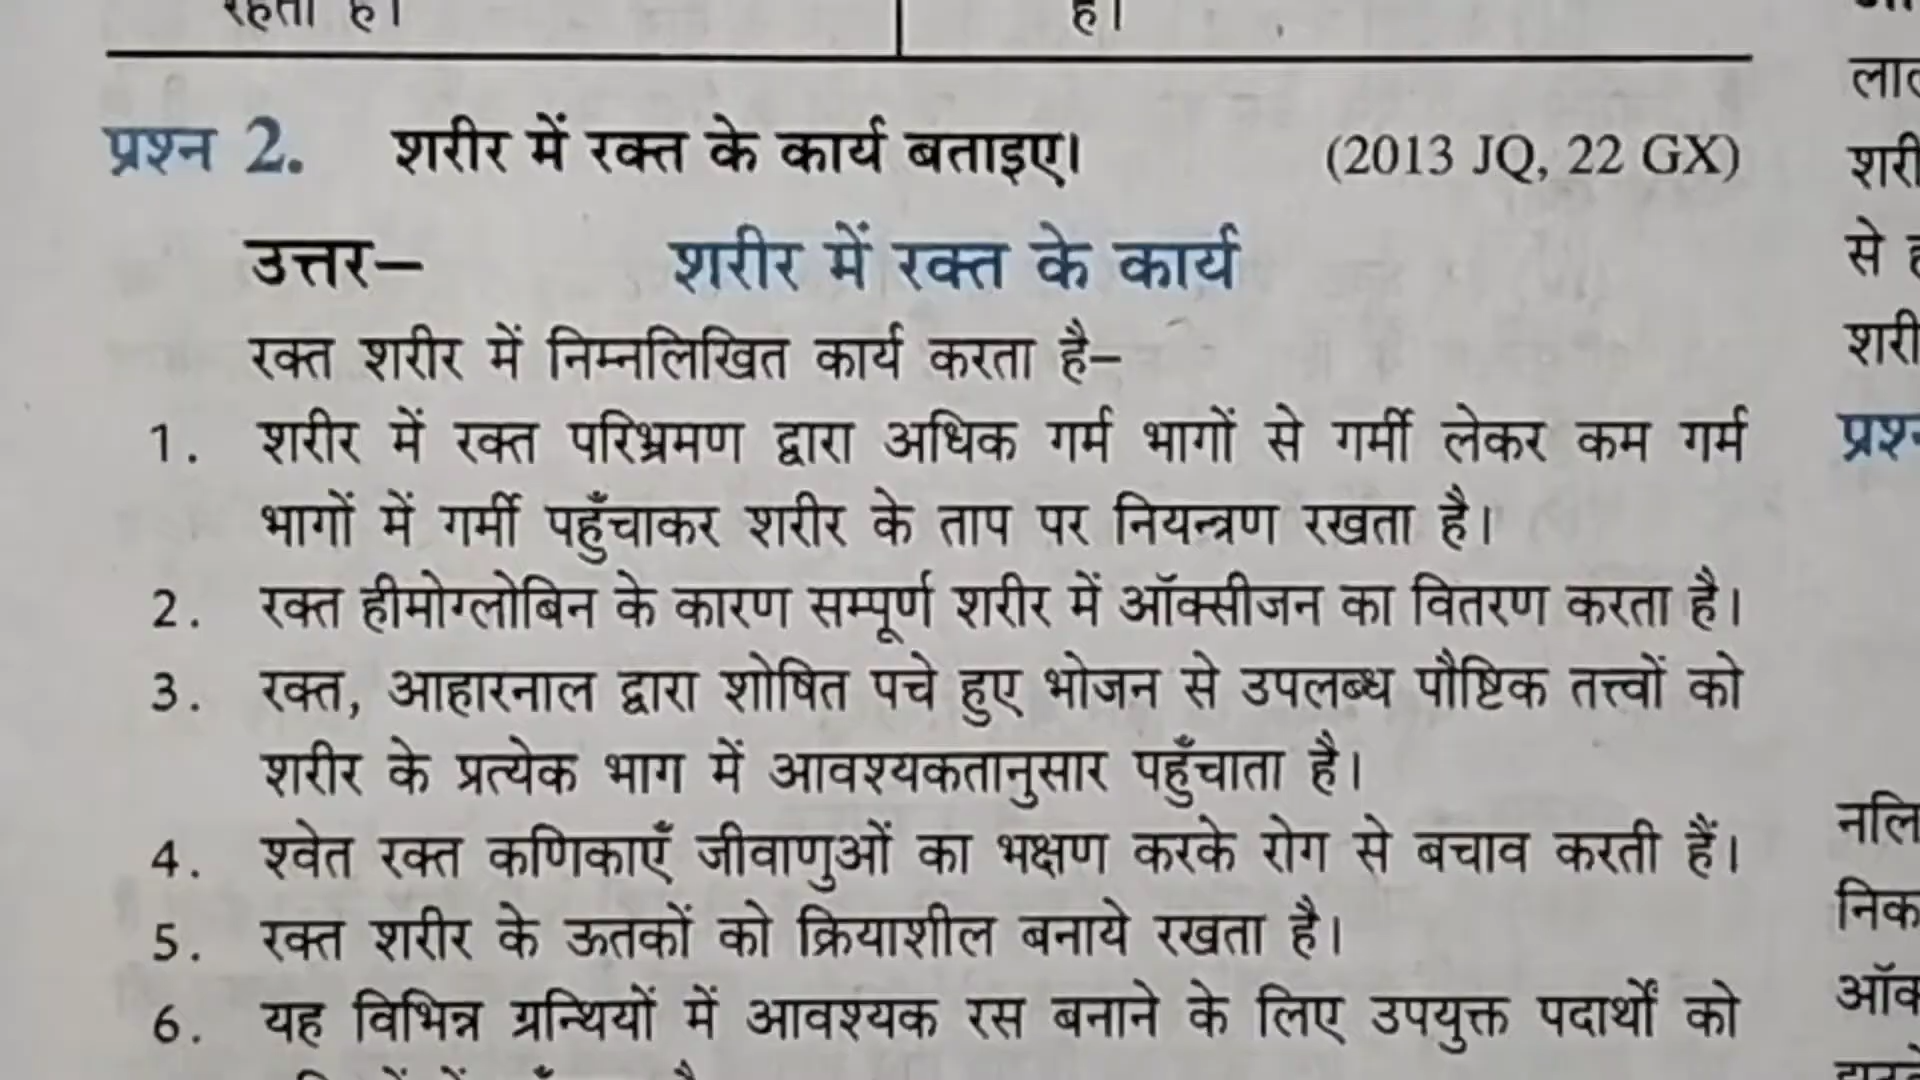 रहता है।
है।
प्रश्न 2. शरीर में रक्त के कार्य बताइए। (2013 JQ, 22 GX)
उत्तर– शरीर में रक्त के कार्य
रक्त शरीर में निम्नलिखित कार्य करता है–
1. शरीर में रक्त परिभ्रमण द्वारा अधिक गर्म भागों से गर्मी लेकर कम गर्म
भागों में गर्मी पहुँचाकर शरीर के ताप पर नियन्त्रण रखता है।
2. रक्त हीमोग्लोबिन के कारण सम्पूर्ण शरीर में ऑक्सीजन का वितरण करता है।
3. रक्त, आहारनाल द्वारा शोषित पचे हुए भोजन से उपलब्ध पौष्टिक तत्त्वों को
शरीर के प्रत्येक भाग में आवश्यकतानुसार पहुँचाता है।
4. श्वेत रक्त कणिकाएँ जीवाणुओं का भक्षण करके रोग से बचाव करती हैं।
5. रक्त शरीर के ऊतकों को क्रियाशील बनाये रखता है।
6. यह विभिन्न ग्रन्थियों में आवश्यक रस बनाने के लिए उपयुक्त पदार्थों को
से